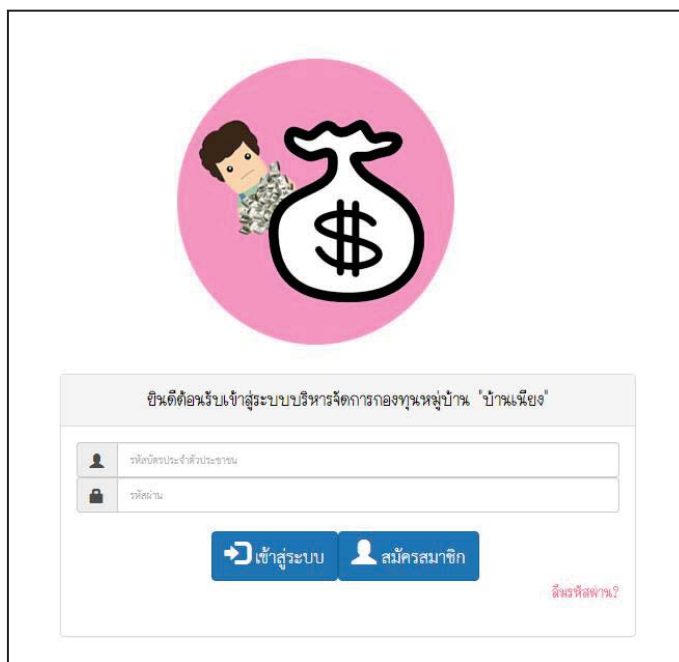 $
ยินดีต้อนรับเข้าสู่ระบบบริหารจัดการกองทุนหมู่บ้าน "บ้านเนียง"
รหัสบัตรประจำตัวประชาชน
รหัสผ่าน
เข้าสู่ระบบ สมัครสมาชิก
ลืมรหัสผ่าน?